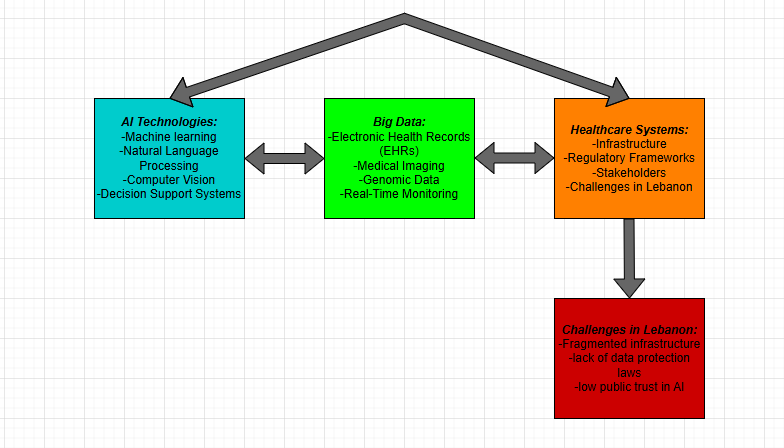 AI Technologies:
-Machine learning
-Natural Language
Processing
-Computer Vision
-Decision Support Systems
Big Data:
-Electronic Health Records
(EHRs)
-Medical Imaging
-Genomic Data
-Real-Time Monitoring
Healthcare Systems:
-Infrastructure
-Regulatory Frameworks
-Stakeholders
-Challenges in Lebanon
Challenges in Lebanon:
-Fragmented infrastructure
-lack of data protection
laws
-low public trust in AI